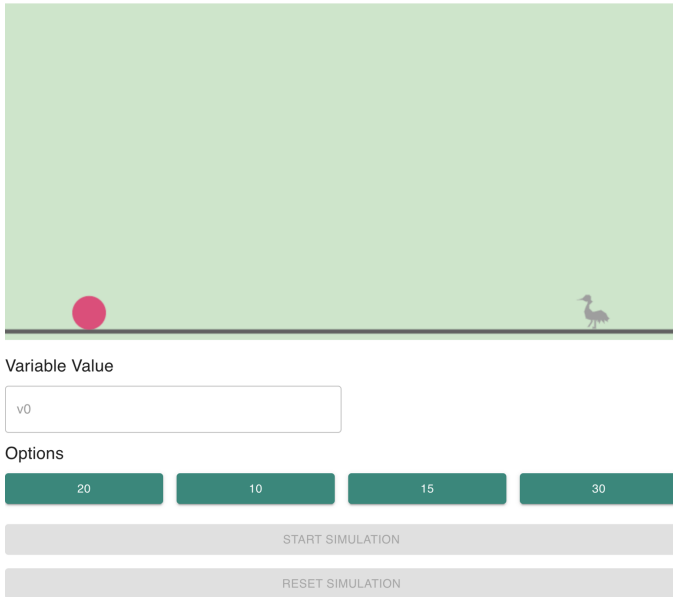 Variable Value
v0
Options
20 10 15 30
START SIMULATION
RESET SIMULATION